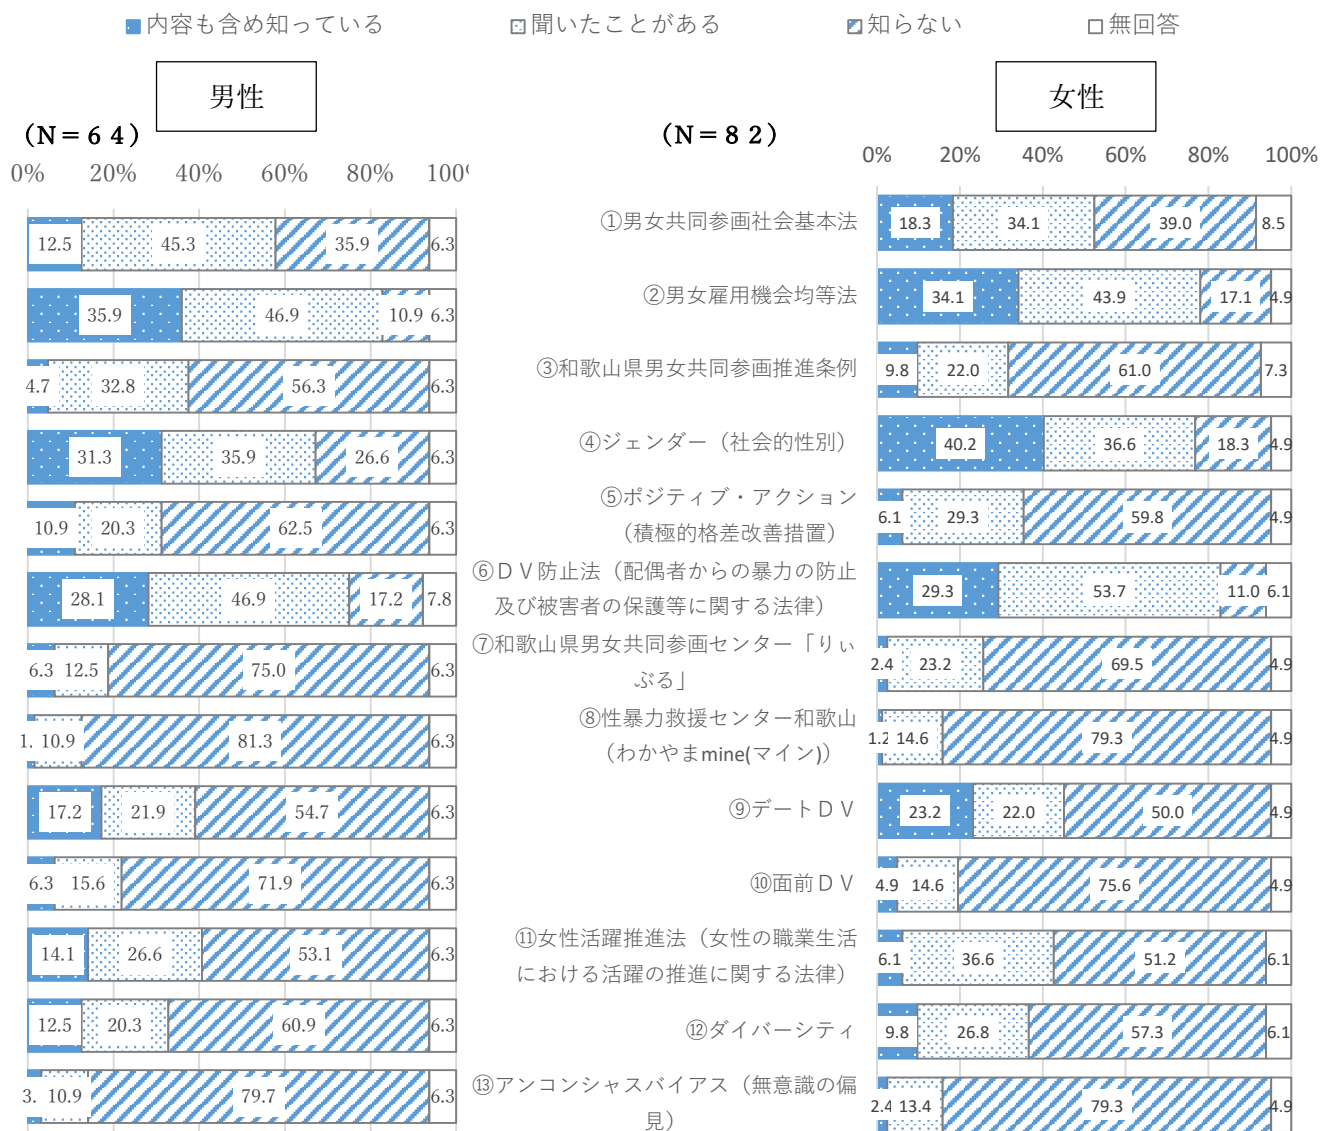 内容も含め知っている 聞いたことがある 知らない 無回答
男性 女性
(N=64) (N=82)
0% 20% 40% 60% 80% 100%
0% 20% 40% 60% 80% 100%
12.5 45.3 35.9 6.3
①男女共同参画社会基本法
18.3 34.1 39.0 8.5
35.9 46.9 10.9 6.3
②男女雇用機会均等法
34.1 43.9 17.1 4.9
4.7 32.8 56.3 6.3
③和歌山県男女共同参画推進条例
9.8 22.0 61.0 7.3
31.3 35.9 26.6 6.3
④ジェンダー（社会的性別）
40.2 36.6 18.3 4.9
10.9 20.3 62.5 6.3
⑤ポジティブ・アクション
（積極的格差改善措置）
6.1 29.3 59.8 4.9
28.1 46.9 17.2 7.8
⑥ＤＶ防止法（配偶者からの暴力の防止
及び被害者の保護等に関する法律）
29.3 53.7 11.0 6.1
6.3 12.5 75.0 6.3
⑦和歌山県男女共同参画センター「りぃ
ぶる」
2.4 23.2 69.5 4.9
1. 10.9 81.3 6.3
⑧性暴力救援センター和歌山
（わかやまmine(マイン)）
1.2 14.6 79.3 4.9
17.2 21.9 54.7 6.3
⑨デートＤＶ
23.2 22.0 50.0 4.9
6.3 15.6 71.9 6.3
⑩面前ＤＶ
4.9 14.6 75.6 4.9
14.1 26.6 53.1 6.3
⑪女性活躍推進法（女性の職業生活
における活躍の推進に関する法律）
6.1 36.6 51.2 6.1
12.5 20.3 60.9 6.3
⑫ダイバーシティ
9.8 26.8 57.3 6.1
3. 10.9 79.7 6.3
⑬アンコンシャスバイアス（無意識の偏
見）
2.4 13.4 79.3 4.9